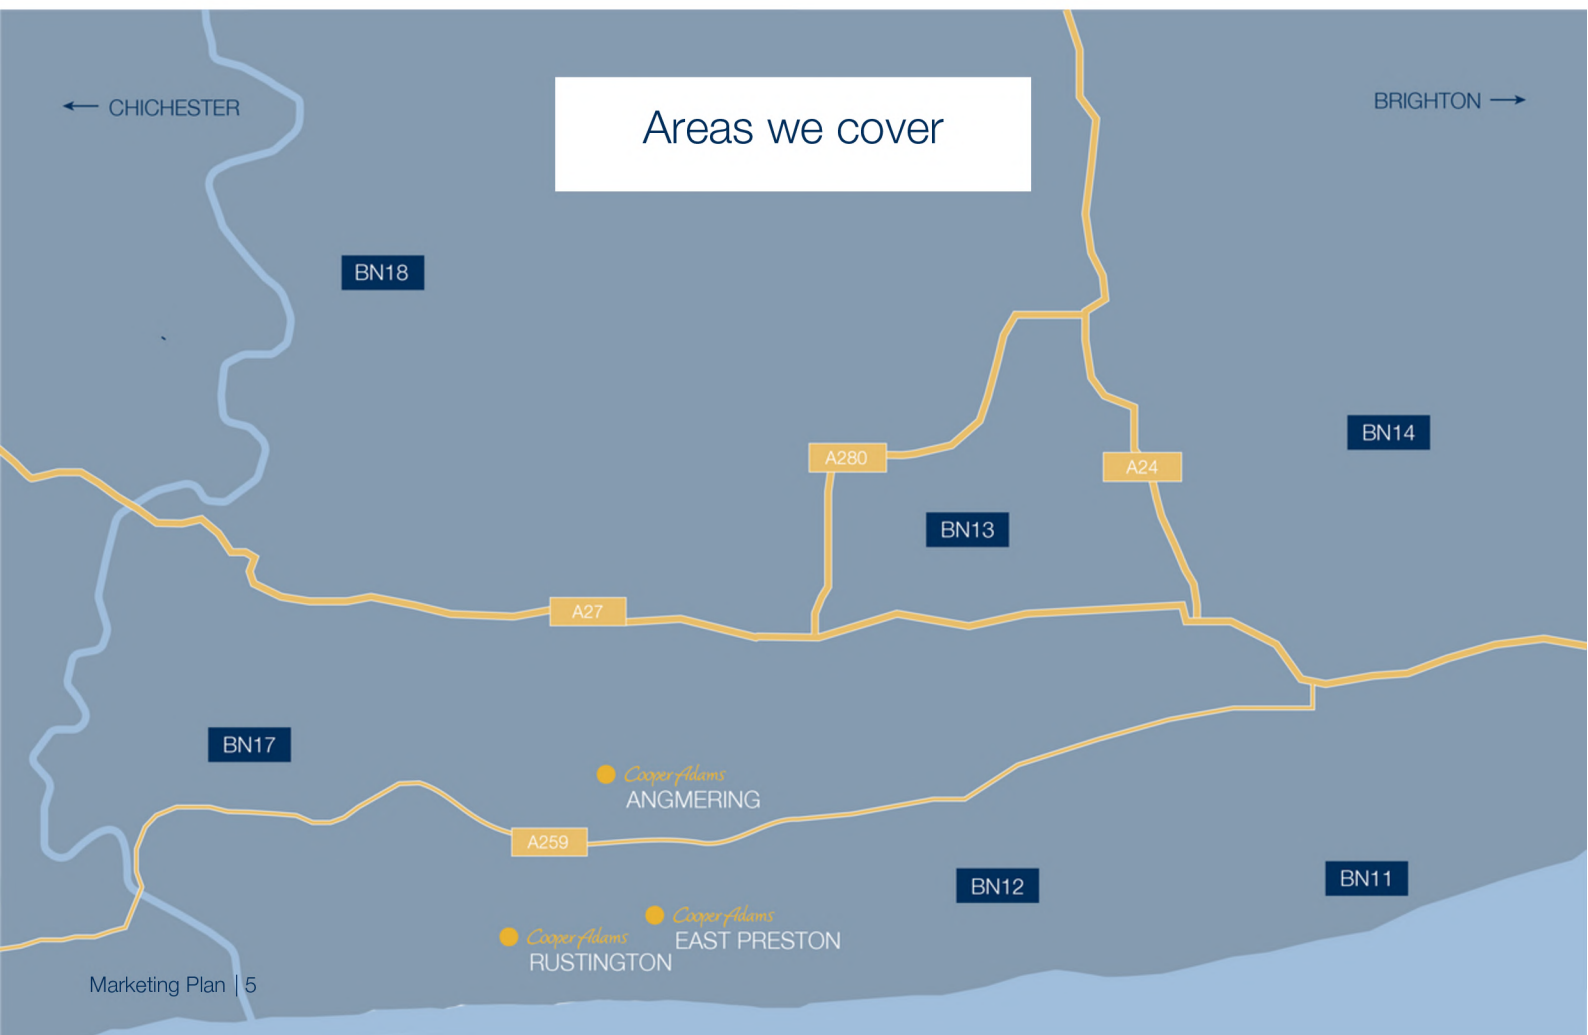 ← CHICHESTER
BRIGHTON →
Areas we cover
BN18
BN14
A280
A24
BN13
A27
BN17
Cooper Adams
ANGMERING
A259
BN12
BN11
Cooper Adams
EAST PRESTON
Cooper Adams
RUSTINGTON
Marketing Plan | 5